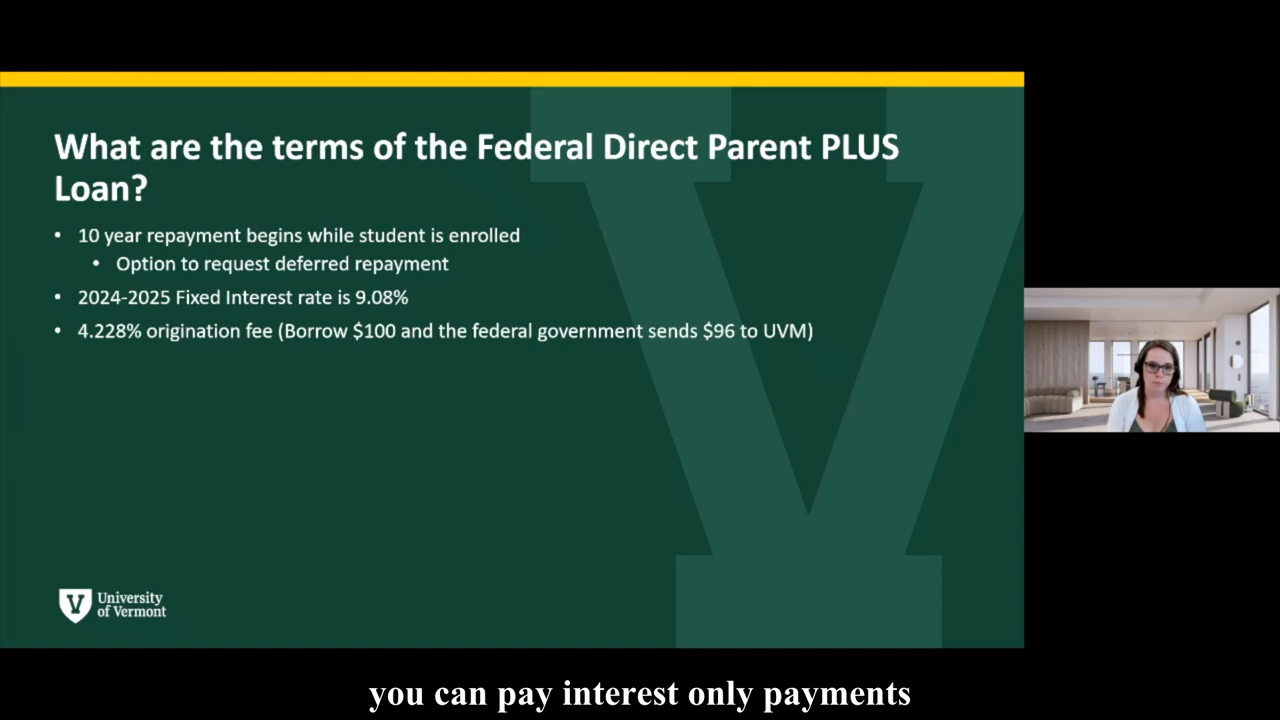 What are the terms of the Federal Direct Parent PLUS
Loan?
• 10 year repayment begins while student is enrolled
• Option to request deferred repayment
• 2024-2025 Fixed Interest rate is 9.08%
• 4.228% origination fee (Borrow $100 and the federal government sends $96 to UVM)
V
University
of Vermont
you can pay interest only payments